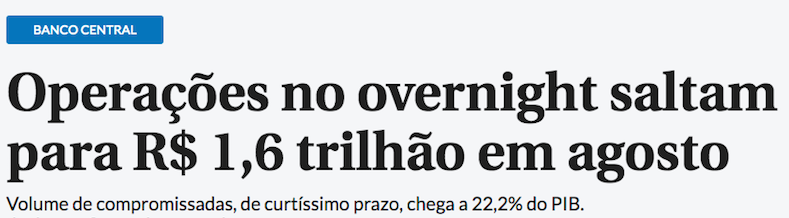 BANCO CENTRAL
Operações no overnight saltam
para R$ 1,6 trilhão em agosto
Volume de compromissadas, de curtíssimo prazo, chega a 22,2% do PIB.